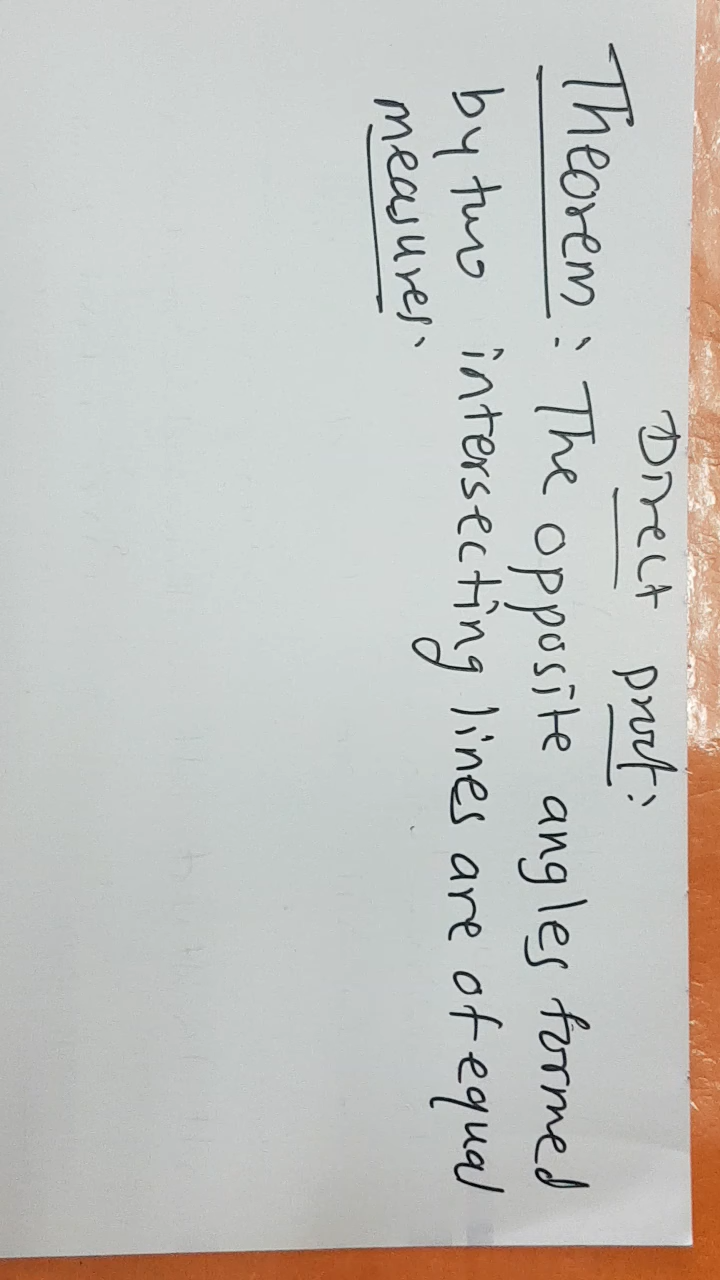 Direct proof:
Theorem: The opposite angles formed
by two intersecting lines are of equal
measures.